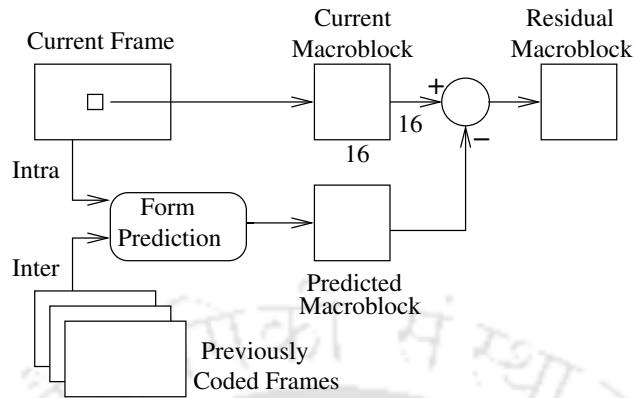 Current Frame
Current
Macroblock
Residual
Macroblock
+
−
16
16
Intra
Form
Prediction
Inter
Predicted
Macroblock
Previously
Coded Frames